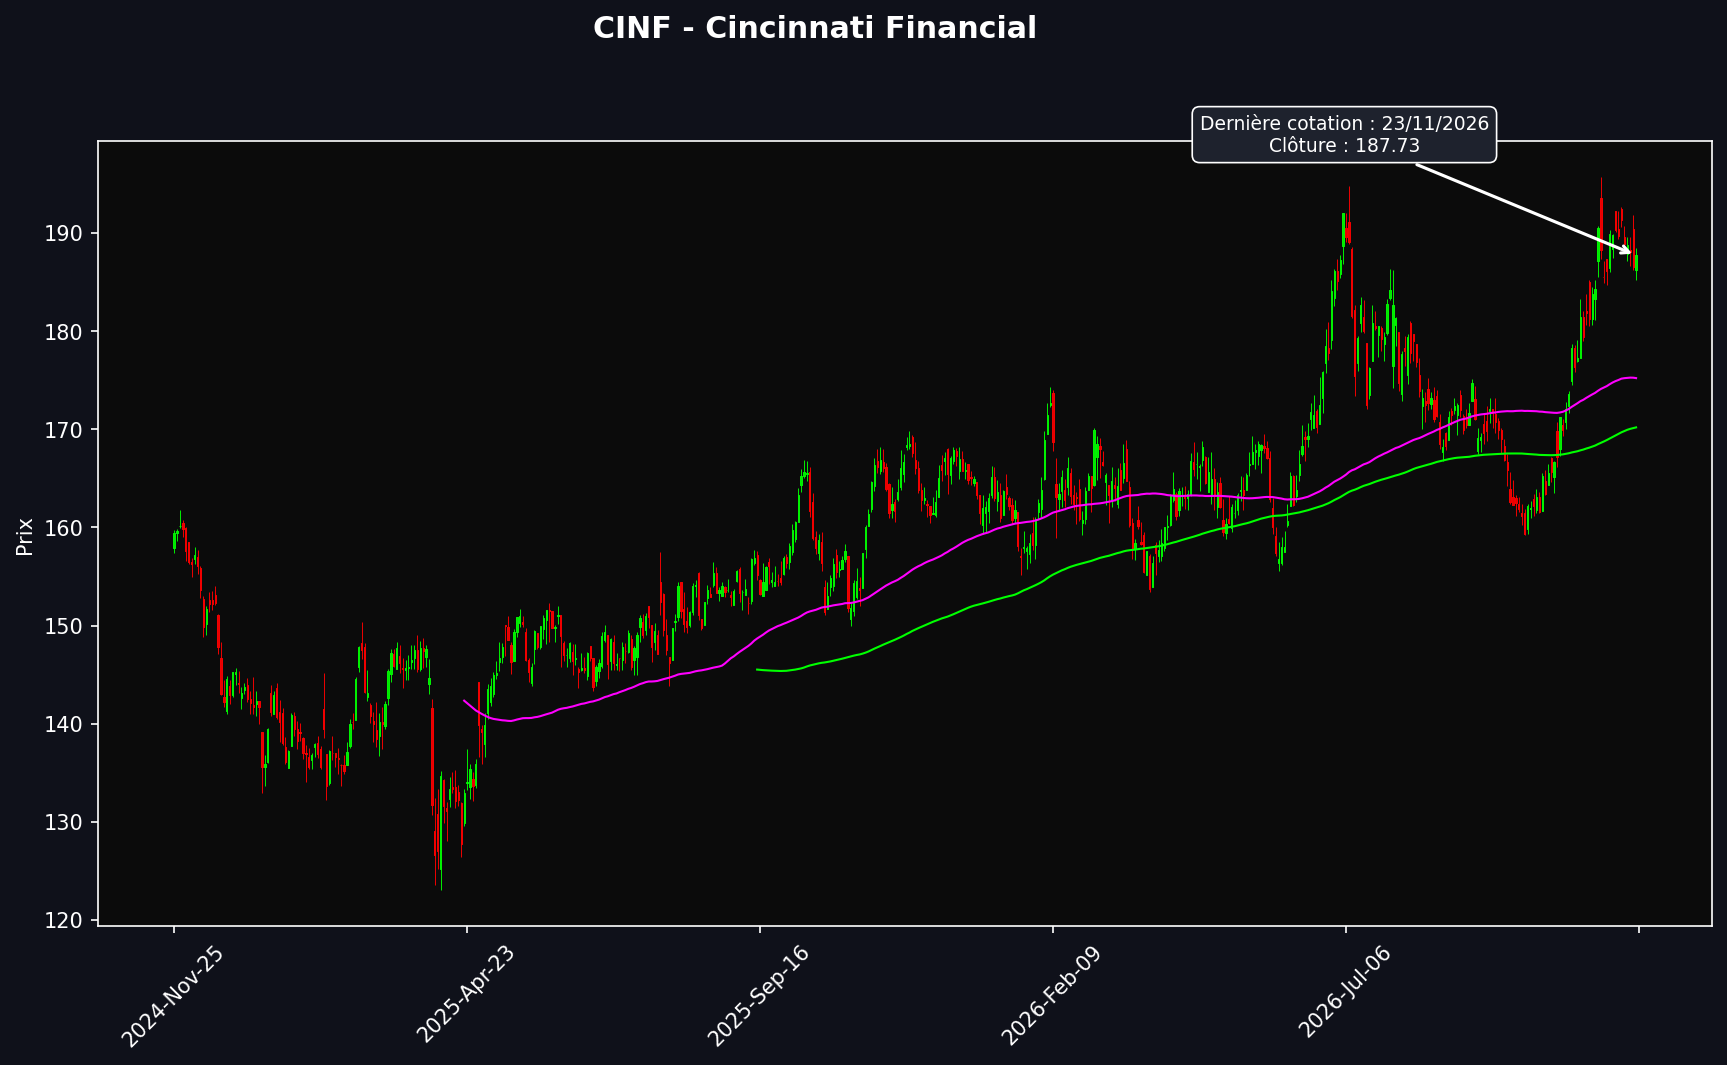 CINF - Cincinnati Financial
Dernière cotation : 23/11/2026
Clôture : 187.73
Prix
190
180
170
160
150
140
130
120
2024-Nov-25
2025-Apr-23
2025-Sep-16
2026-Feb-09
2026-Jul-06